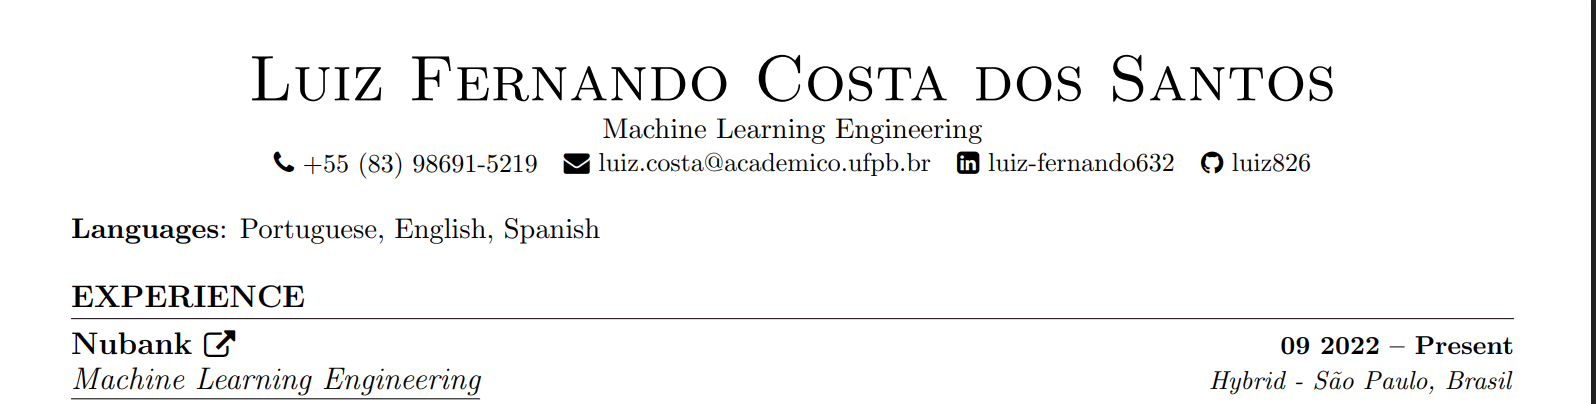 Luiz Fernando Costa dos Santos
Machine Learning Engineering
+55 (83) 98691-5219 luiz.costa@academico.ufpb.br luiz-fernando632 luiz826
Languages: Portuguese, English, Spanish
EXPERIENCE
Nubank 09 2022 – Present
Machine Learning Engineering Hybrid - São Paulo, Brasil